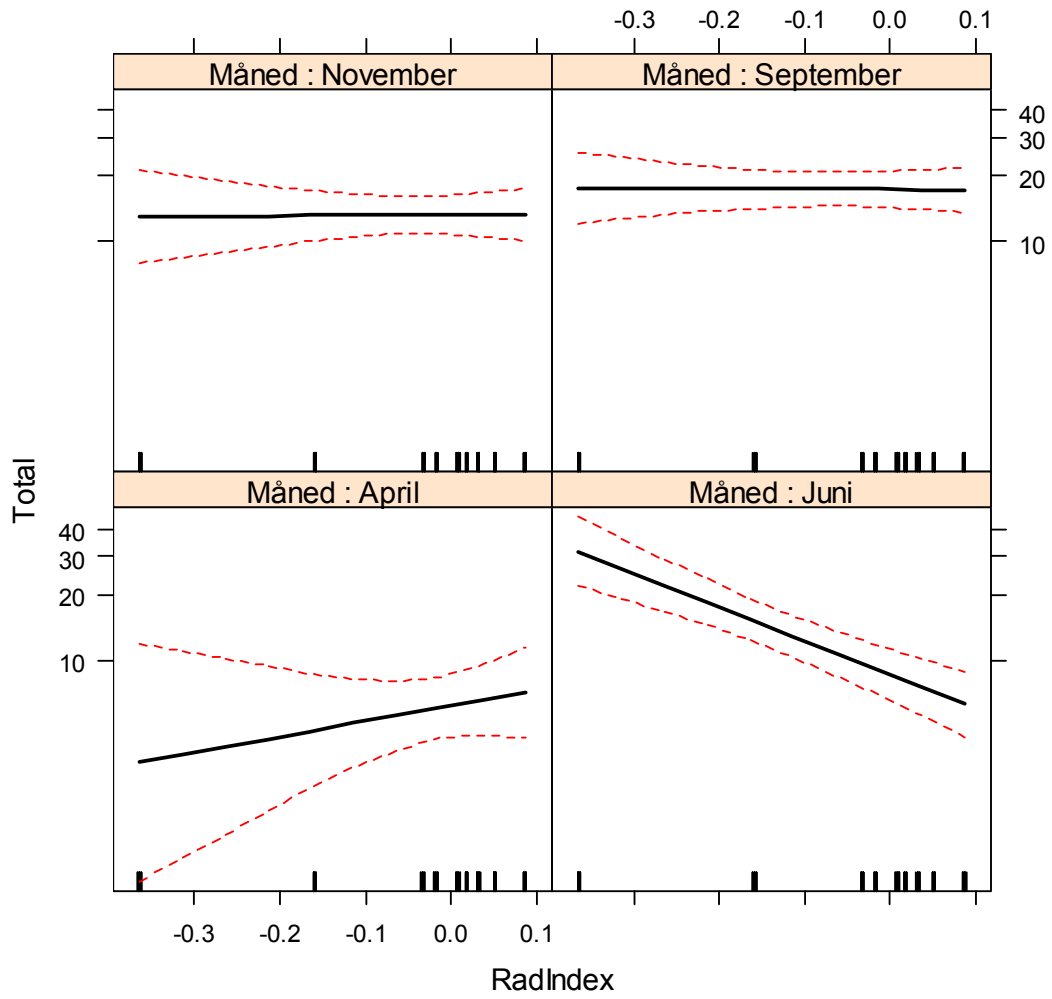 -0.3 -0.2 -0.1 0.0 0.1
Måned : November
Måned : September
40
30
20
10
Måned : April
Måned : Juni
40
30
20
10
-0.3 -0.2 -0.1 0.0 0.1
Total
RadIndex